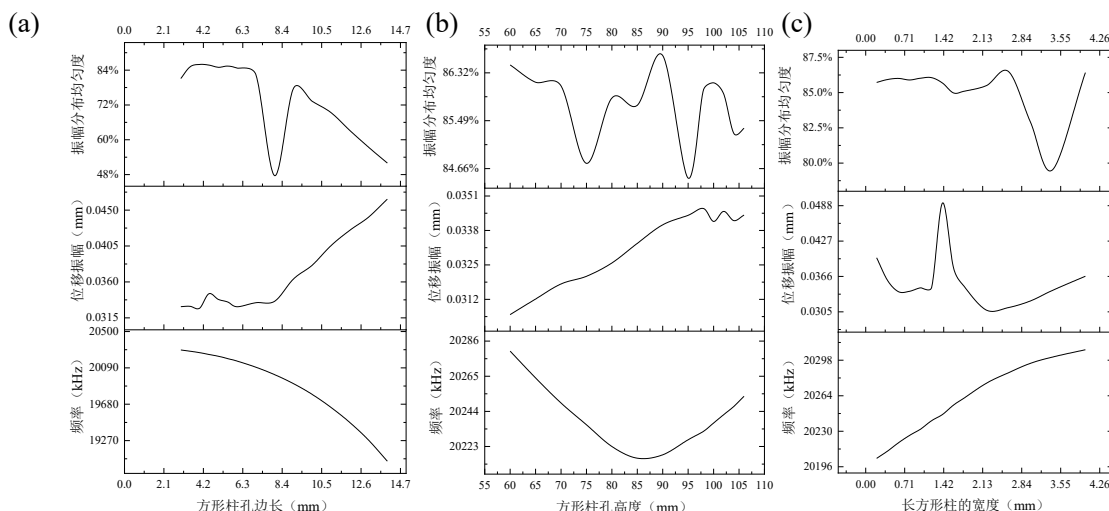 (a)
0.0 2.1 4.2 6.3 8.4 10.5 12.6 14.7
振幅分布均匀度
84%
72%
60%
48%
位移振幅（mm）
0.0450
0.0405
0.0360
0.0315
频率（kHz）
20500
20090
19680
19270
0.0 2.1 4.2 6.3 8.4 10.5 12.6 14.7
方形柱孔边长（mm）
(b)
55 60 65 70 75 80 85 90 95 100 105 110
振幅分布均匀度
86.32%
85.49%
84.66%
位移振幅（mm）
0.0351
0.0338
0.0325
0.0312
频率（kHz）
20286
20265
20244
20223
55 60 65 70 75 80 85 90 95 100 105 110
方形柱孔高度（mm）
(c)
0.00 0.71 1.42 2.13 2.84 3.55 4.26
振幅分布均匀度
87.5%
85.0%
82.5%
80.0%
位移振幅（mm）
0.0488
0.0427
0.0366
0.0305
频率（kHz）
20298
20264
20230
20196
0.00 0.71 1.42 2.13 2.84 3.55 4.26
长方形柱的宽度（mm）